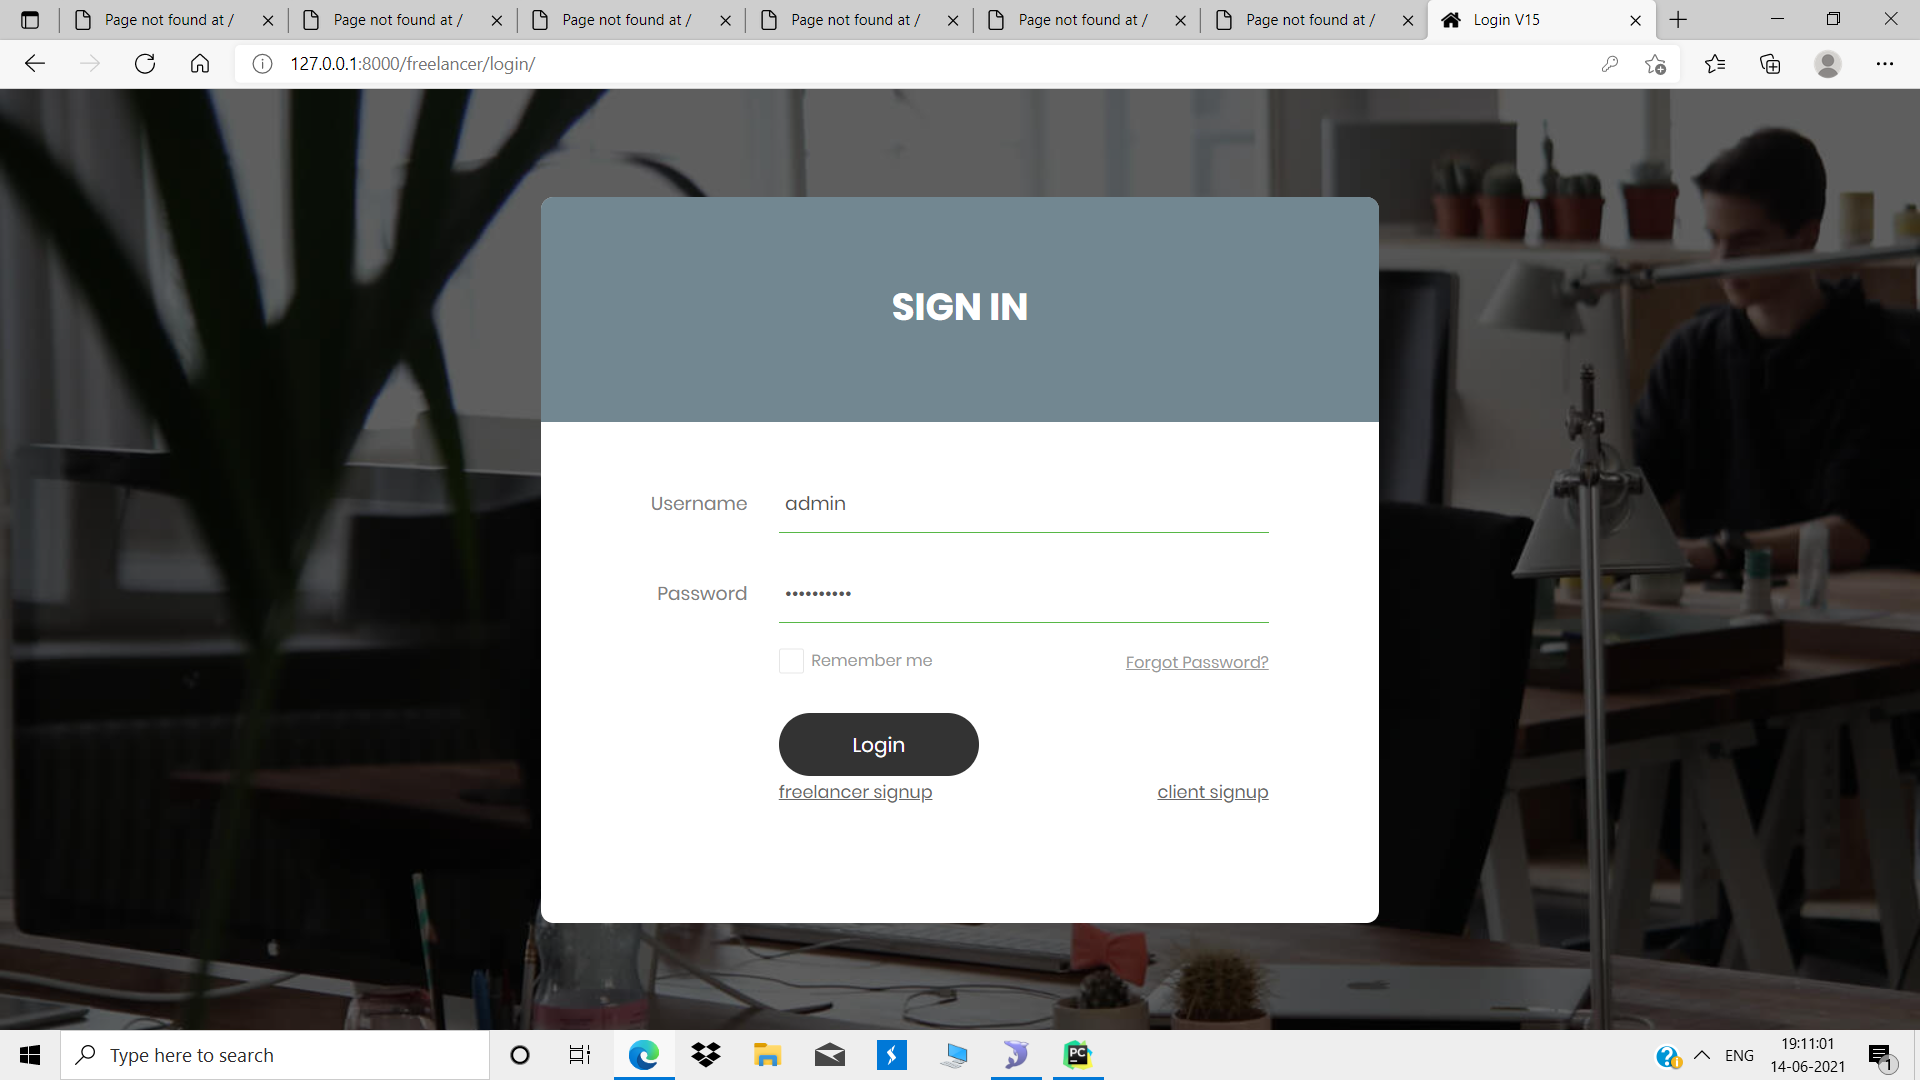 Page not found at /
Page not found at /
Page not found at /
Page not found at /
Page not found at /
Page not found at /
Login V15
127.0.0.1:8000/freelancer/login/
SIGN IN
Username
admin
Password
••••••••••
Remember me
Forgot Password?
Login
freelancer signup
client signup
Type here to search
PC
ENG
19:11:01
14-06-2021
1